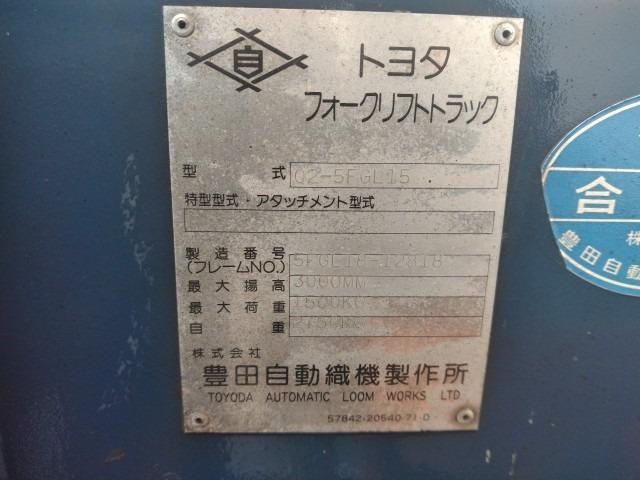 自 トヨタ
フォークリフトトラック
型式 02-5FGL15
特型型式・アタッチメント型式
製造番号
(フレームNO.)
最大揚高 3000MM
最大荷重 1500KG
自重
株式会社
豊田自動織機製作所
TOYODA AUTOMATIC LOOM WORKS LTD
57842-20540-71-D
合
株
豊田自動